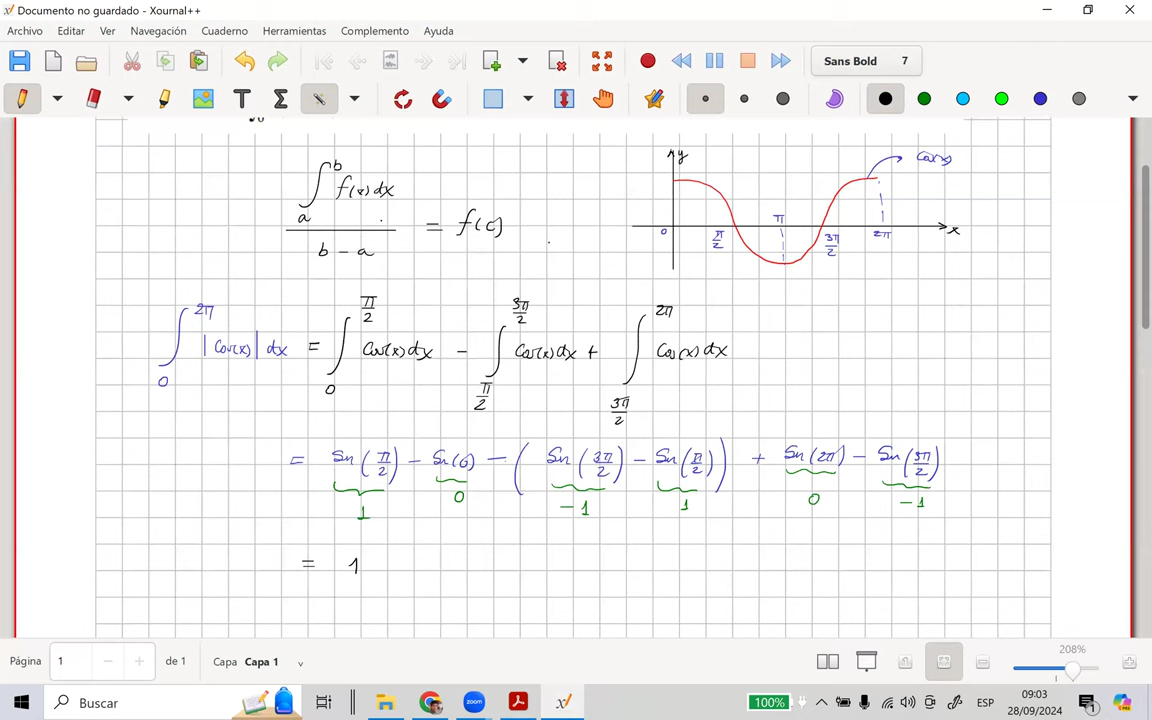 Documento no guardado - Xournal++
Archivo Editar Ver Navegación Cuaderno Herramientas Complemento Ayuda
Sans Bold 7
∫_a^b f(x) dx / (b - a) = f(c)
y
Cos(x)
0 π/2 π 3π/2 2π x
∫_0^{2π} |Cos(x)| dx = ∫_0^{π/2} Cos(x) dx - ∫_{π/2}^{3π/2} Cos(x) dx + ∫_{3π/2}^{2π} Cos(x) dx
= Sn(π/2) - Sn(0) - (Sn(3π/2) - Sn(π/2)) + Sn(2π) - Sn(3π/2)
1 0 -1 1 0 -1
= 1
Página 1 de 1 Capa Capa 1 208%
Buscar 100% ESP 09:03 28/09/2024